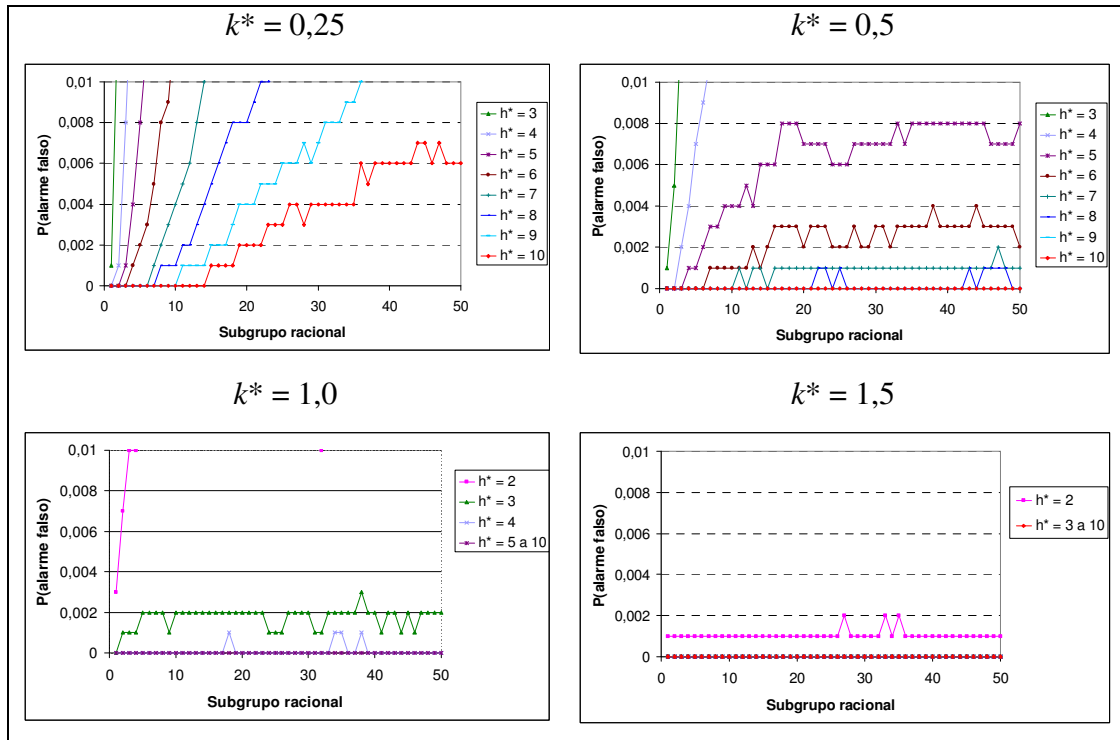 k* = 0,25
0,01
0,008
0,006
0,004
0,002
0
P(alarme falso)
0
10
20
30
40
50
Subgrupo racional
h* = 3
h* = 4
h* = 5
h* = 6
h* = 7
h* = 8
h* = 9
h* = 10
k* = 0,5
0,01
0,008
0,006
0,004
0,002
0
P(alarme falso)
0
10
20
30
40
50
Subgrupo racional
h* = 3
h* = 4
h* = 5
h* = 6
h* = 7
h* = 8
h* = 9
h* = 10
k* = 1,0
0,01
0,008
0,006
0,004
0,002
0
P(alarme falso)
0
10
20
30
40
50
Subgrupo racional
h* = 2
h* = 3
h* = 4
h* = 5 a 10
k* = 1,5
0,01
0,008
0,006
0,004
0,002
0
P(alarme falso)
0
10
20
30
40
50
Subgrupo racional
h* = 2
h* = 3 a 10